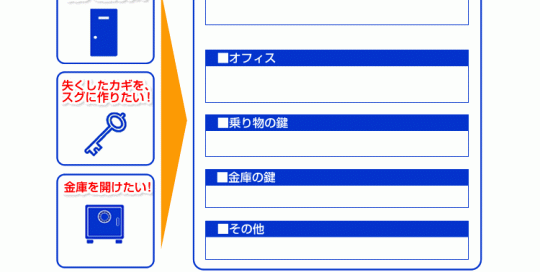 失くしたカギを、
スグに作りたい！
金庫を開けたい！
■オフィス
■乗り物の鍵
■金庫の鍵
■その他